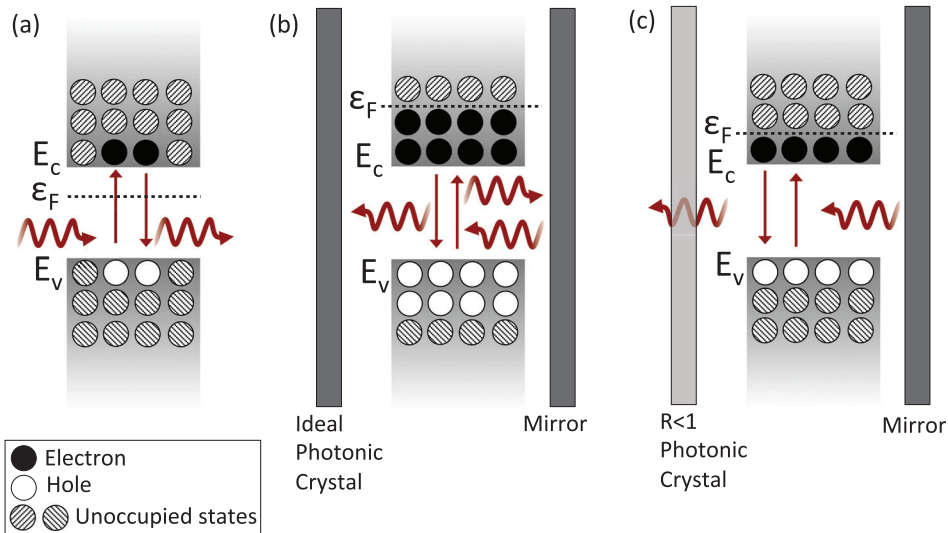 (a)
E_c
ε_F
E_v
(b)
ε_F
E_c
E_v
Ideal
Photonic
Crystal
Mirror
(c)
ε_F
E_c
E_v
R<1
Photonic
Crystal
Mirror
Electron
Hole
Unoccupied states